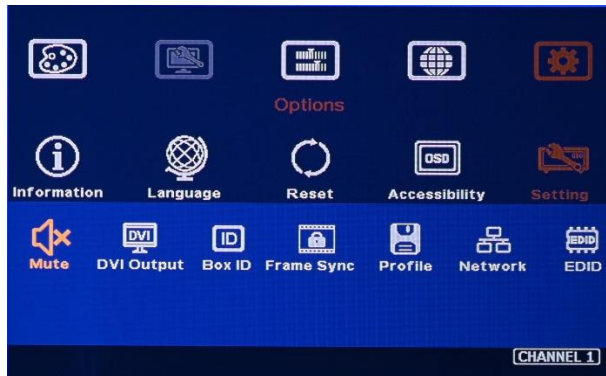 Options
OSD
Information Language Reset Accessibility Setting
DVI ID EDID
Mute DVI Output Box ID Frame Sync Profile Network EDID
CHANNEL 1